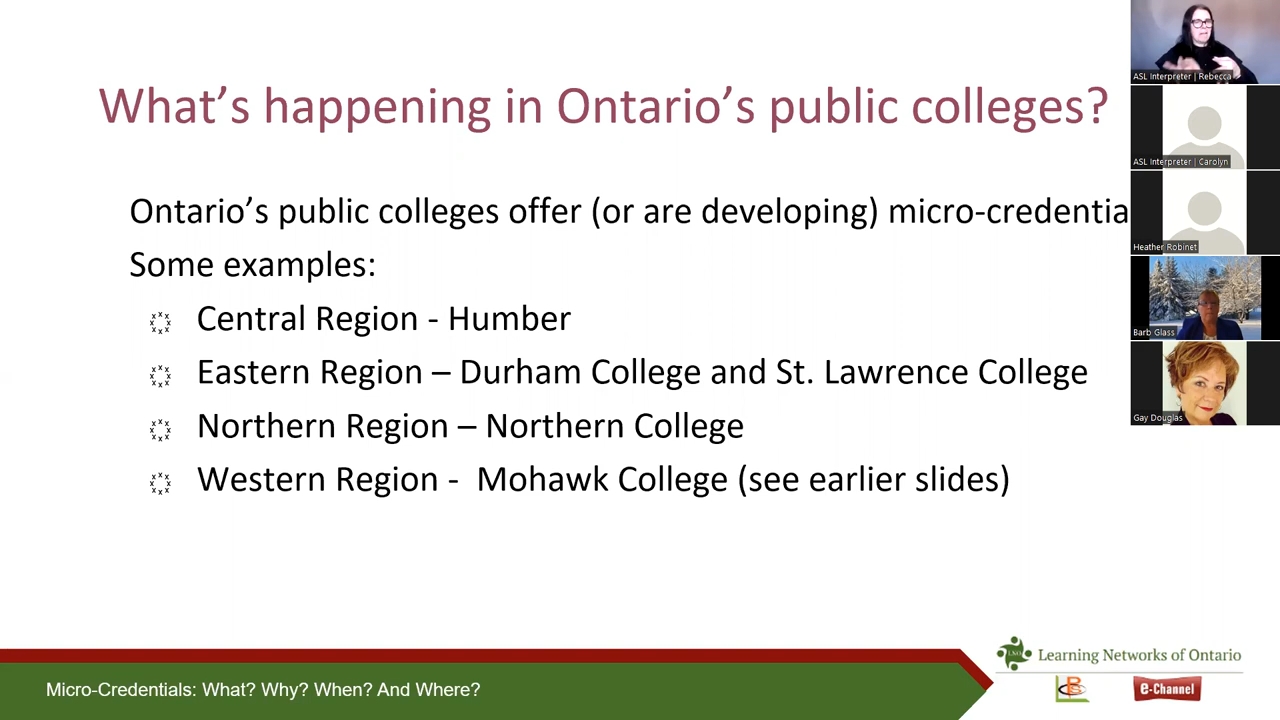 What's happening in Ontario's public colleges?
Ontario's public colleges offer (or are developing) micro-credentia
Some examples:
Central Region - Humber
Eastern Region – Durham College and St. Lawrence College
Northern Region – Northern College
Western Region - Mohawk College (see earlier slides)
ASL Interpreter | Rebecca
ASL Interpreter | Carolyn
Heather Robinet
Barb Glass
Gay Douglas
Micro-Credentials: What? Why? When? And Where?
Learning Networks of Ontario
e-Channel